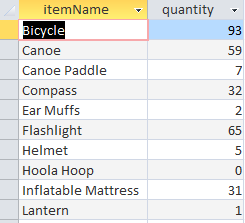 itemName quantity
Bicycle 93
Canoe 59
Canoe Paddle 7
Compass 32
Ear Muffs 2
Flashlight 65
Helmet 5
Hoola Hoop 0
Inflatable Mattress 31
Lantern 1